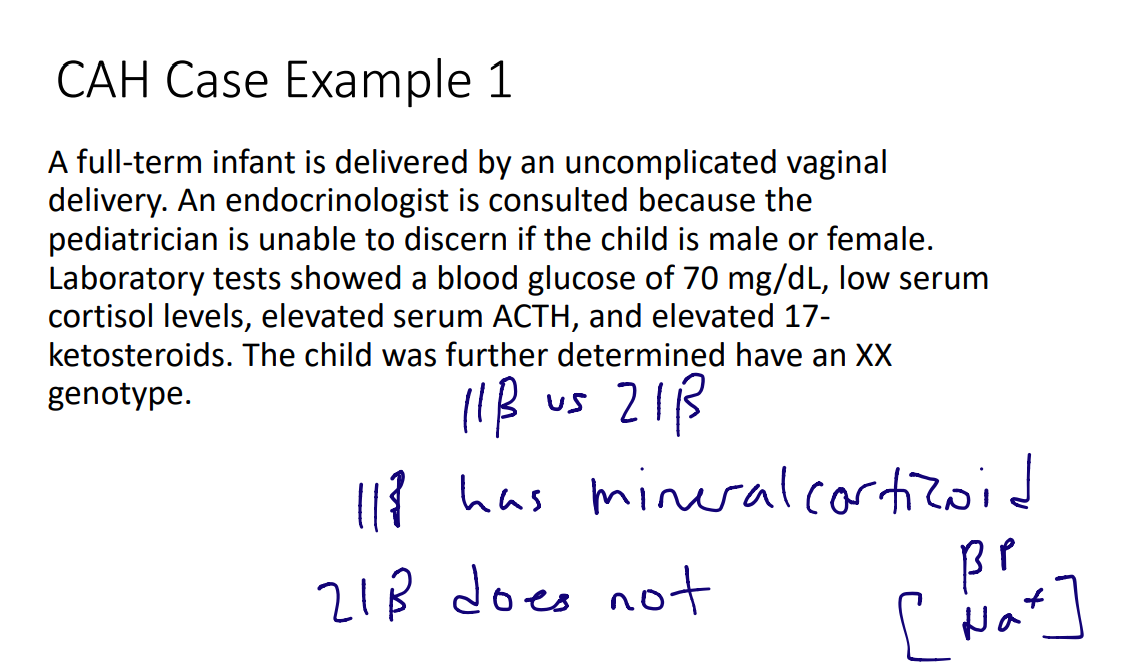 CAH Case Example 1
A full-term infant is delivered by an uncomplicated vaginal
delivery. An endocrinologist is consulted because the
pediatrician is unable to discern if the child is male or female.
Laboratory tests showed a blood glucose of 70 mg/dL, low serum
cortisol levels, elevated serum ACTH, and elevated 17-
ketosteroids. The child was further determined have an XX
genotype.
11β vs 21β
11β has mineralcortizoid
21β does not
BP
[Na⁺]